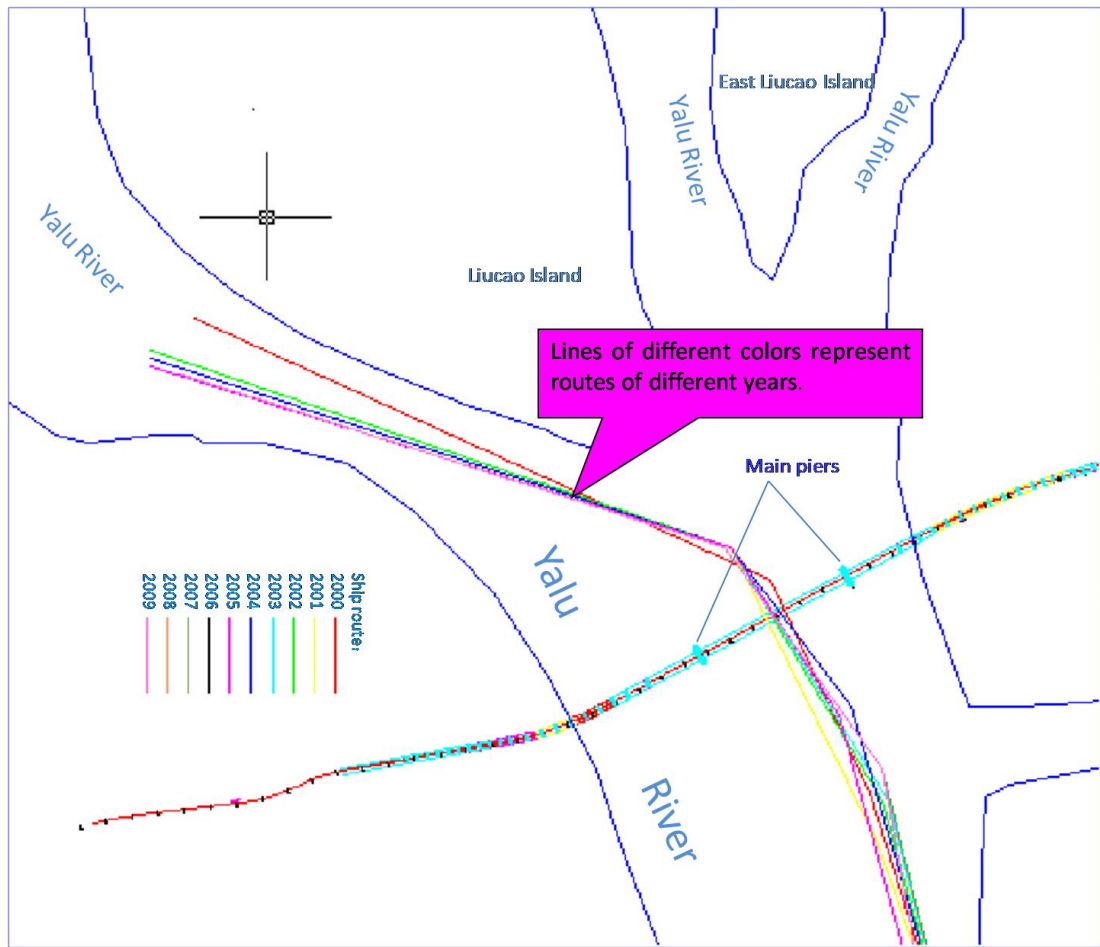 East Liucao Island
Yalu River
Yalu River
Yalu River
Liucao Island
Lines of different colors represent
routes of different years.
Main piers
Yalu
River
Ship route:
2000
2001
2002
2003
2004
2005
2006
2007
2008
2009